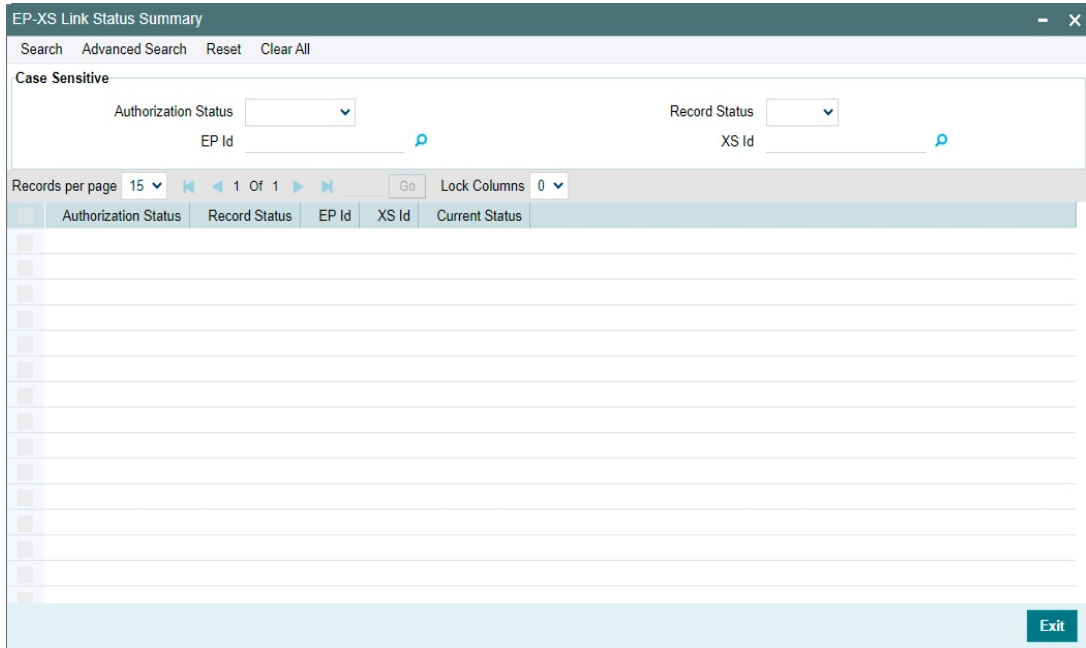 EP-XS Link Status Summary
Search Advanced Search Reset Clear All
Case Sensitive
Authorization Status Record Status
EP Id XS Id
Records per page 15 1 Of 1 Go Lock Columns 0
Authorization Status Record Status EP Id XS Id Current Status
Exit